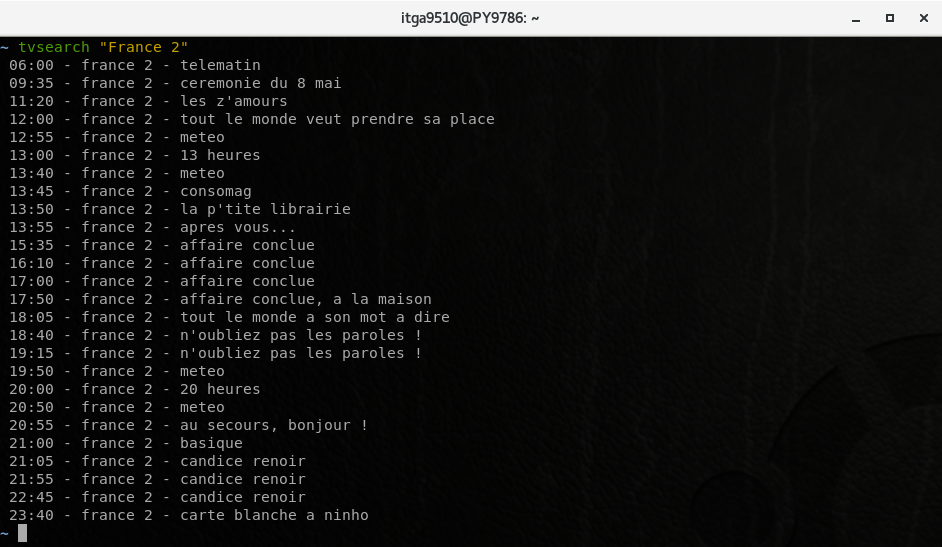 itga9510@PY9786: ~
~ tvsearch "France 2"
06:00 - france 2 - telematin
09:35 - france 2 - ceremonie du 8 mai
11:20 - france 2 - les z'amours
12:00 - france 2 - tout le monde veut prendre sa place
12:55 - france 2 - meteo
13:00 - france 2 - 13 heures
13:40 - france 2 - meteo
13:45 - france 2 - consomag
13:50 - france 2 - la p'tite librairie
13:55 - france 2 - apres vous...
15:35 - france 2 - affaire conclue
16:10 - france 2 - affaire conclue
17:00 - france 2 - affaire conclue
17:50 - france 2 - affaire conclue, a la maison
18:05 - france 2 - tout le monde a son mot a dire
18:40 - france 2 - n'oubliez pas les paroles !
19:15 - france 2 - n'oubliez pas les paroles !
19:50 - france 2 - meteo
20:00 - france 2 - 20 heures
20:50 - france 2 - meteo
20:55 - france 2 - au secours, bonjour !
21:00 - france 2 - basique
21:05 - france 2 - candice renoir
21:55 - france 2 - candice renoir
22:45 - france 2 - candice renoir
23:40 - france 2 - carte blanche a ninho
~